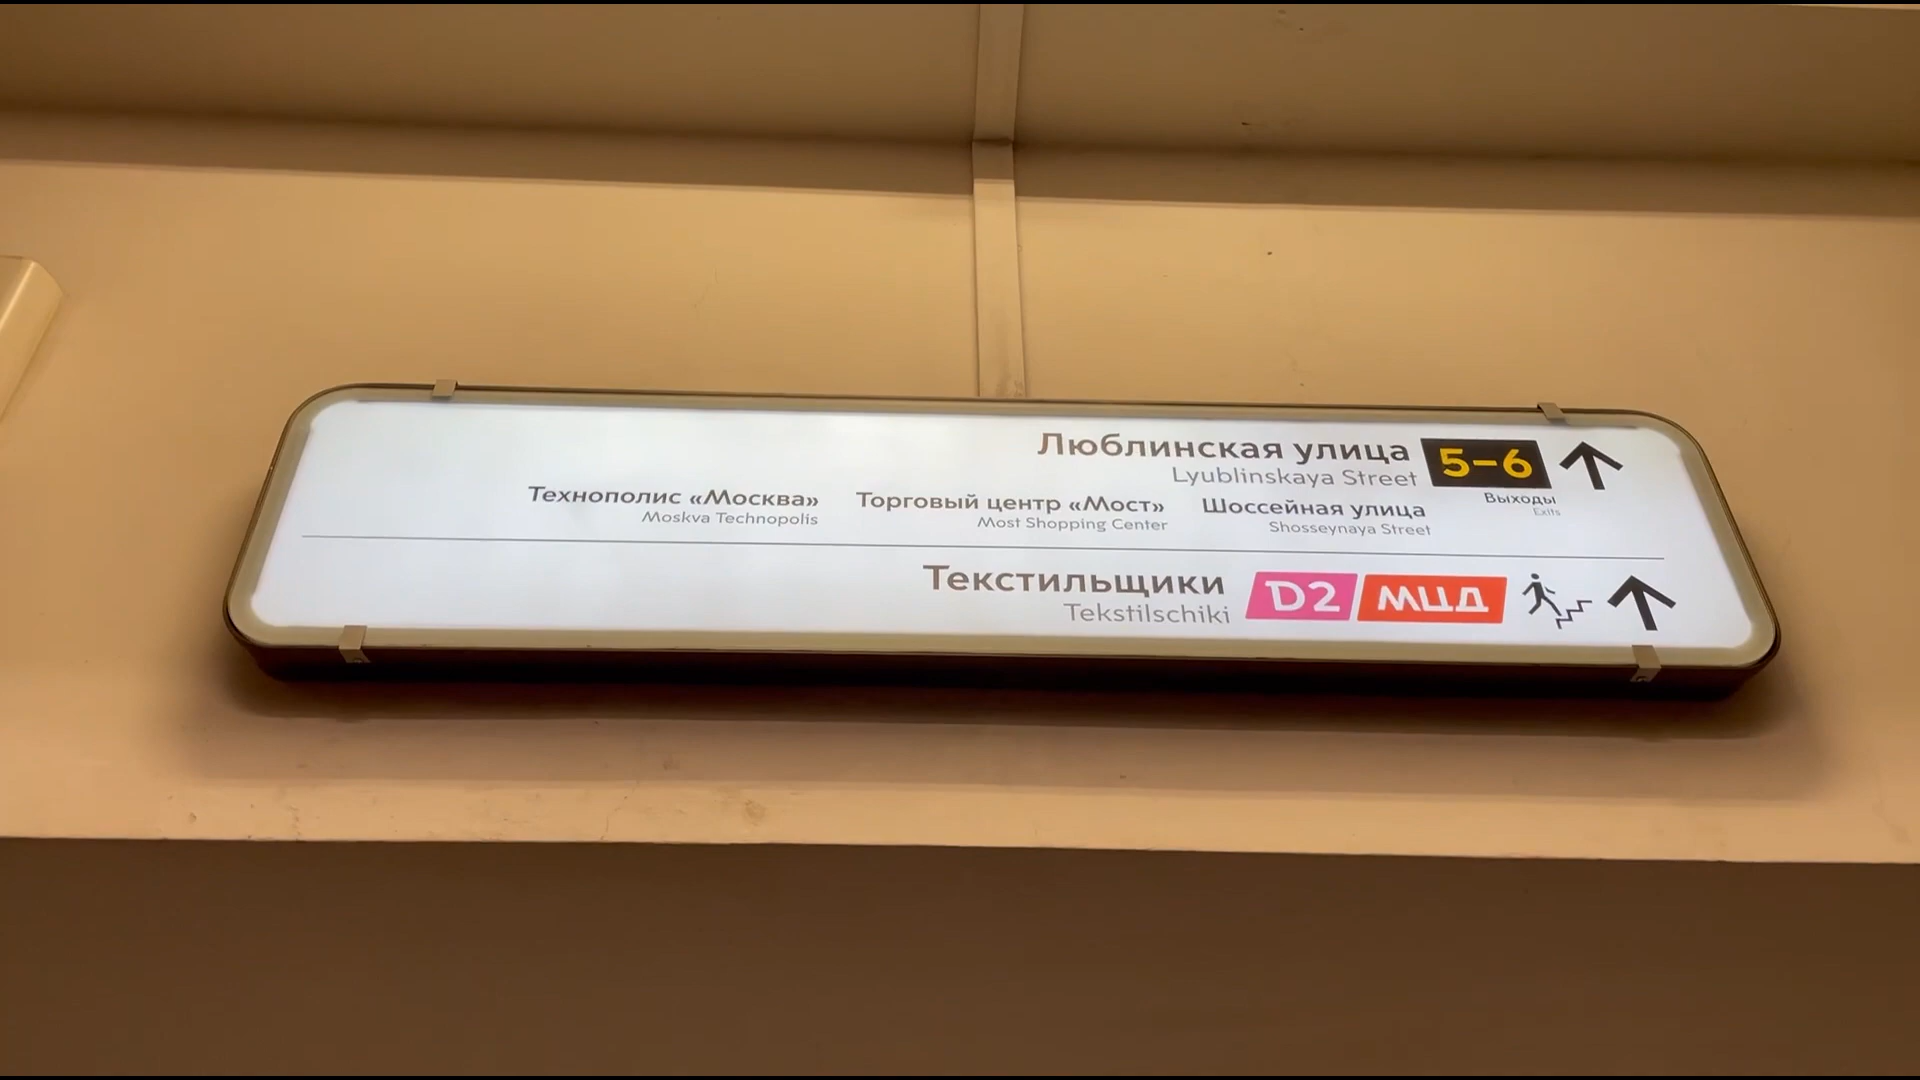 Люблинская улица 5–6
Lyublinskaya Street
Выходы
Exits
Технополис «Москва» Торговый центр «Мост» Шоссейная улица
Moskva Technopolis Most Shopping Center Shosseynaya Street
Текстильщики D2 МЦД
Tekstilschiki